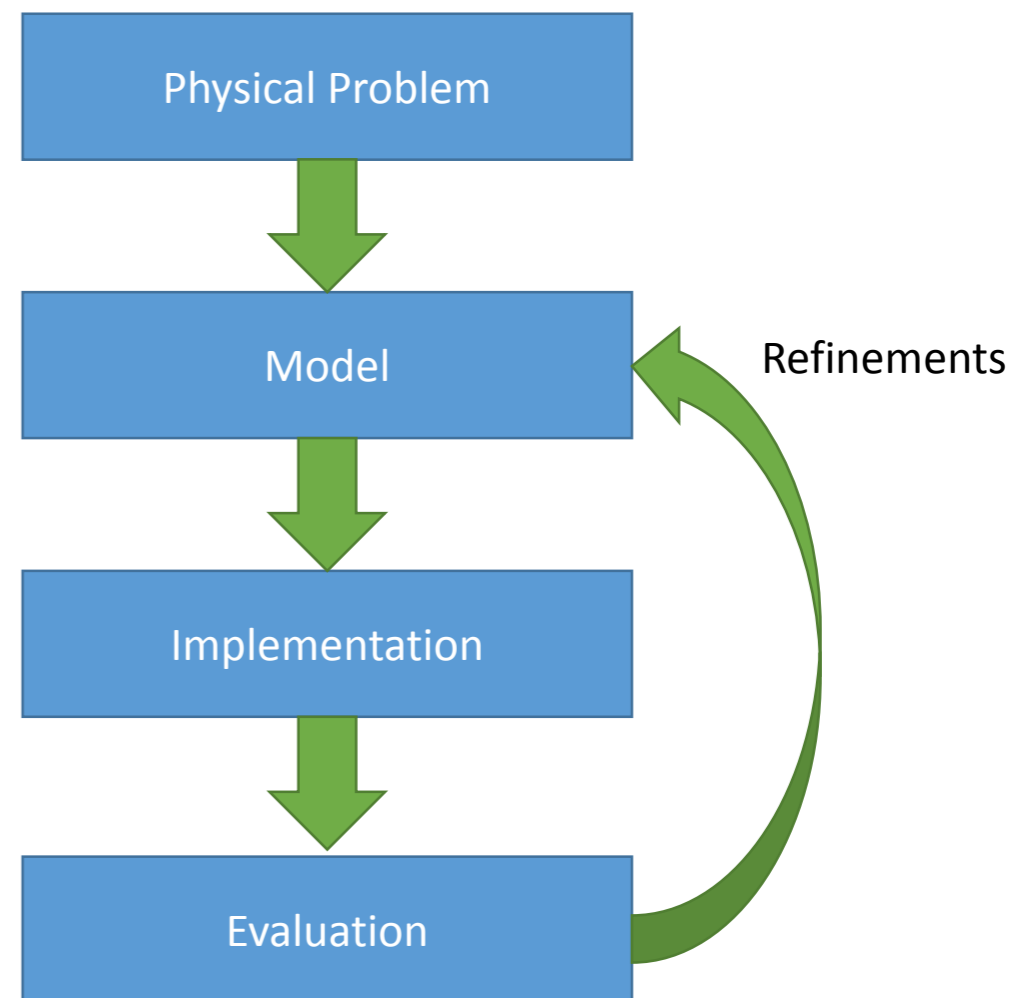 Physical Problem
Model
Refinements
Implementation
Evaluation